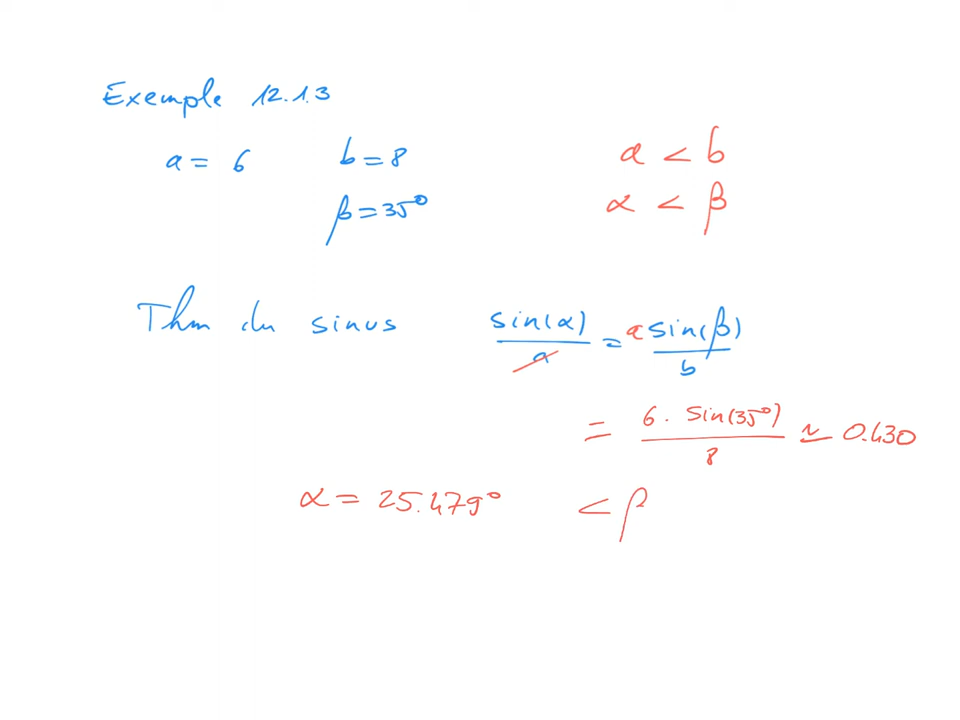 Exemple 12.1.3
a = 6 b = 8 a < b
β = 35° α < β
Thm du sinus sin(α)/a = a sin(β)/b
= 6 · sin(35°)/8 ≃ 0.430
α = 25.479° < β